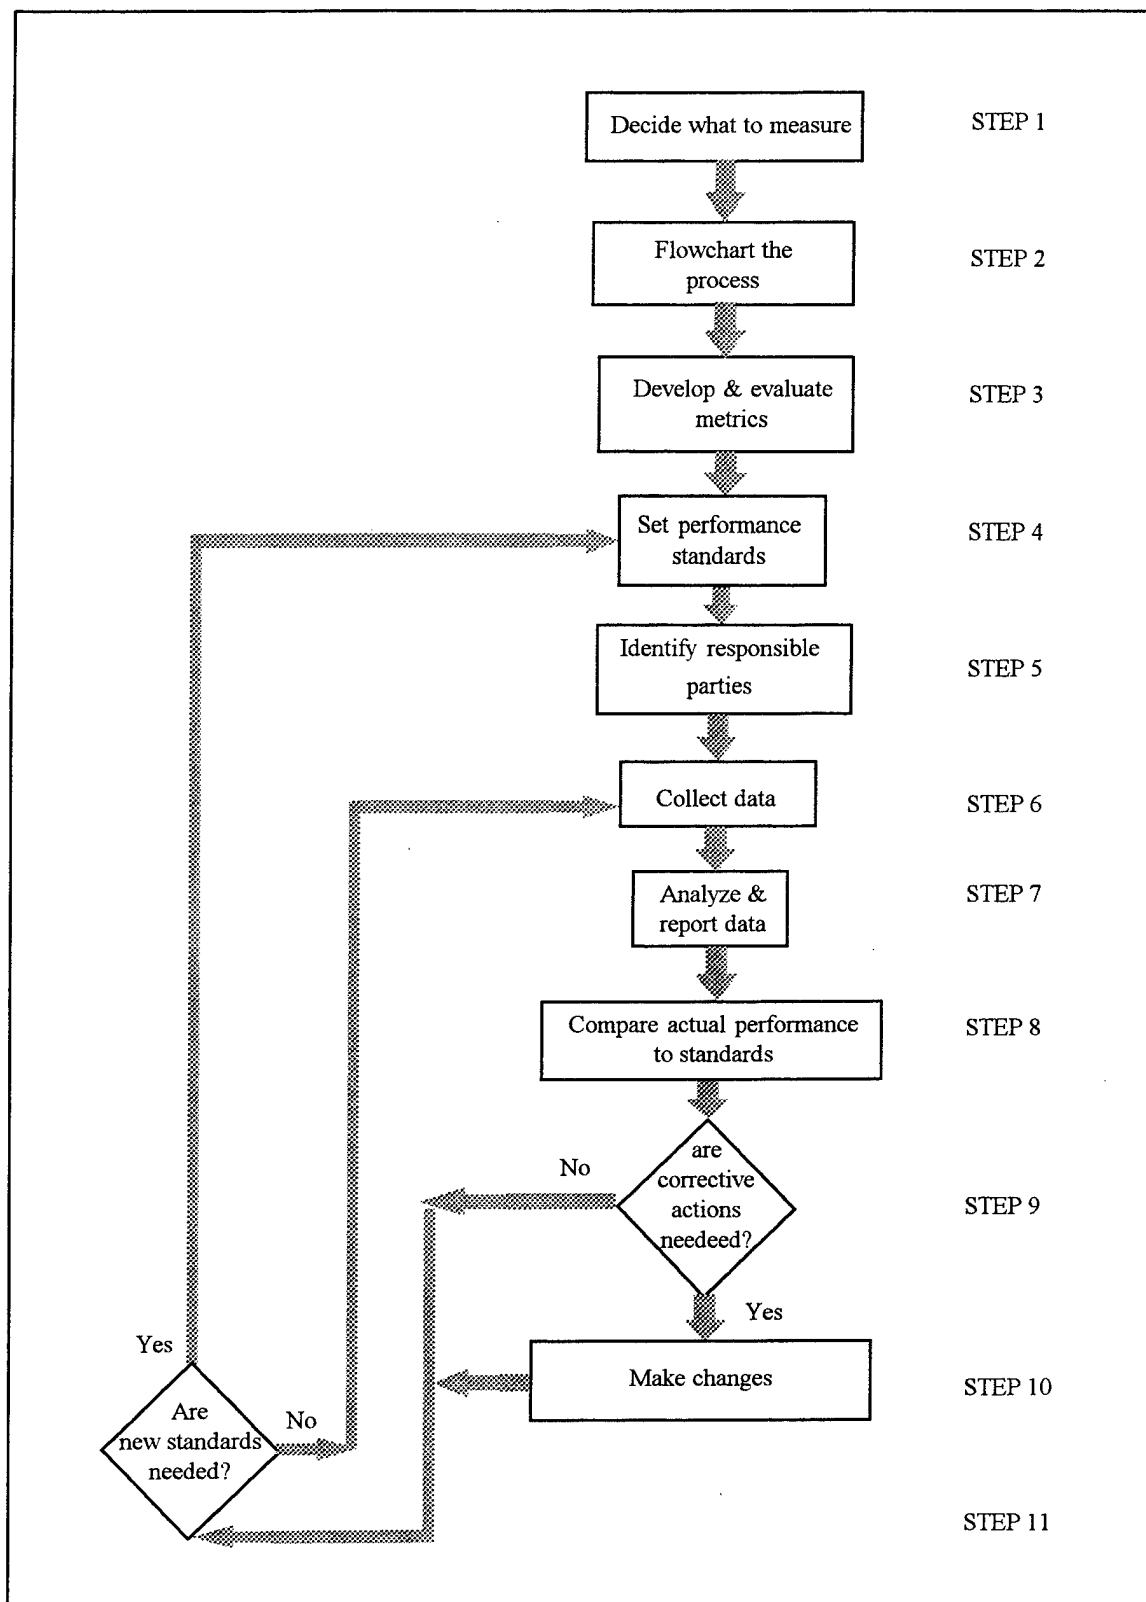 Decide what to measure
STEP 1
Flowchart the
process
STEP 2
Develop & evaluate
metrics
STEP 3
Set performance
standards
STEP 4
Identify responsible
parties
STEP 5
Collect data
STEP 6
Analyze &
report data
STEP 7
Compare actual performance
to standards
STEP 8
No
are
corrective
actions
needeed?
STEP 9
Yes
Make changes
STEP 10
Yes
Are
new standards
needed?
No
STEP 11